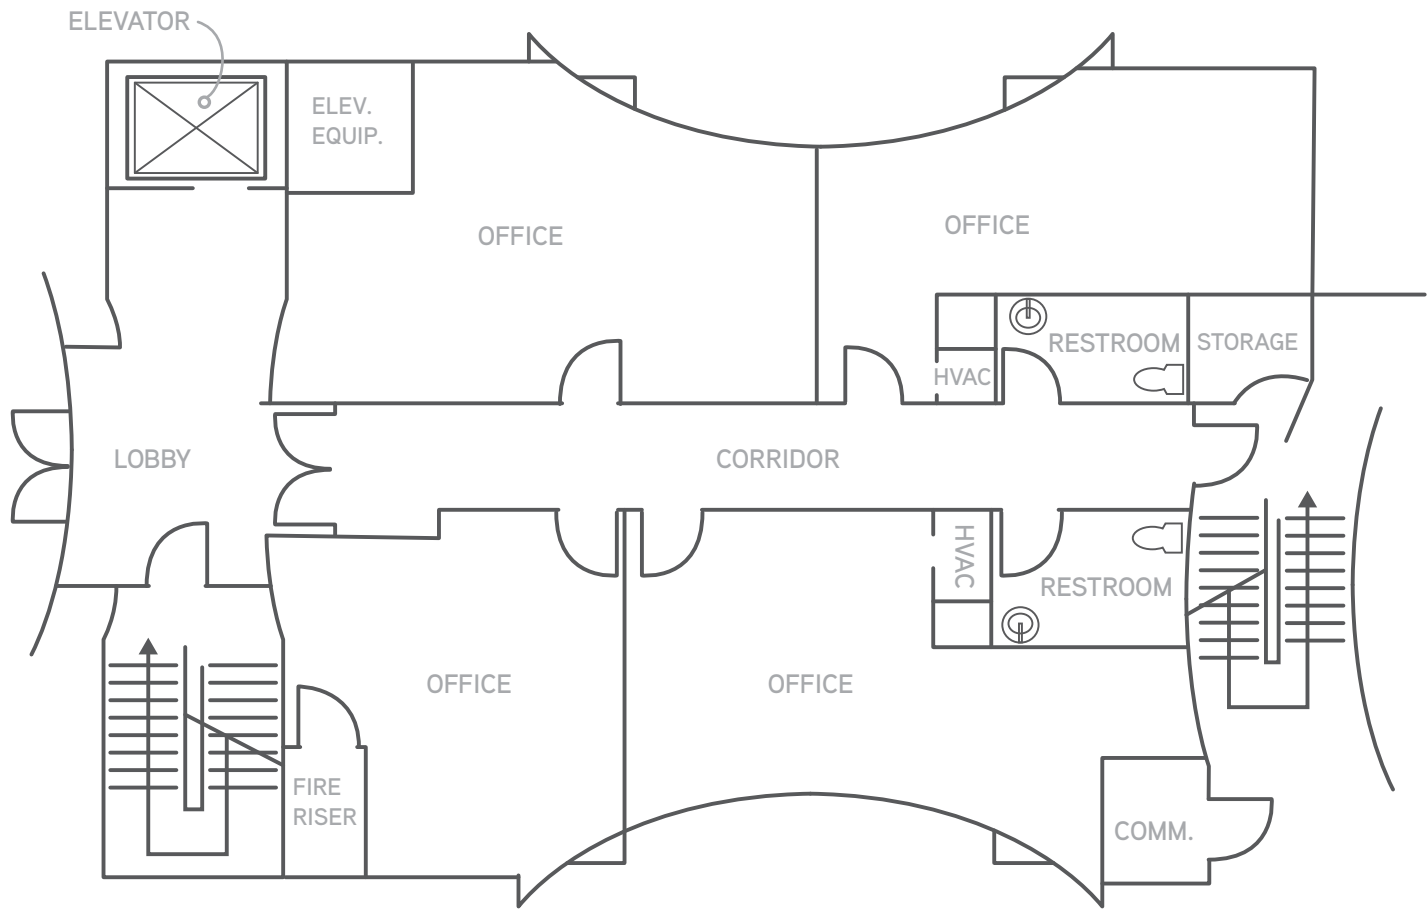 ELEVATOR
ELEV.
EQUIP.
OFFICE
OFFICE
RESTROOM
STORAGE
HVAC
LOBBY
CORRIDOR
HVAC
RESTROOM
OFFICE
OFFICE
FIRE
RISER
COMM.